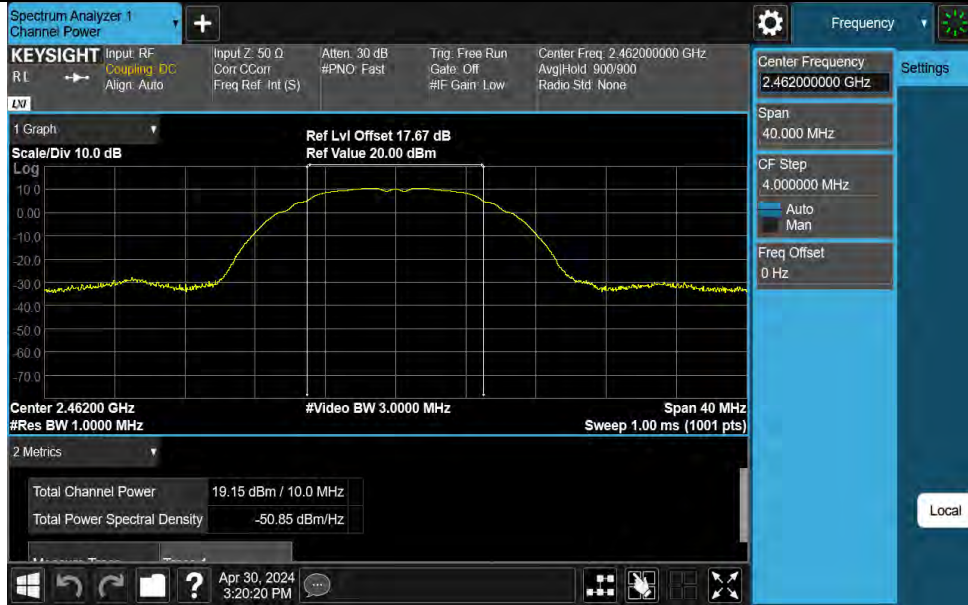 Spectrum Analyzer 1
Channel Power
Frequency
KEYSIGHT
RL
LXI
Input: RF
Coupling: DC
Align: Auto
Input Z: 50 Ω
Corr CCorr
Freq Ref: Int (S)
Atten: 30 dB
#PNO: Fast
Trig: Free Run
Gate: Off
#IF Gain: Low
Center Freq: 2.462000000 GHz
Avg|Hold: 900/900
Radio Std: None
Center Frequency
2.462000000 GHz
Settings
Span
40.000 MHz
CF Step
4.000000 MHz
Auto
Man
Freq Offset
0 Hz
Local
1 Graph
Scale/Div 10.0 dB
Ref Lvl Offset 17.67 dB
Ref Value 20.00 dBm
Log
10.0
0.00
-10.0
-20.0
-30.0
-40.0
-50.0
-60.0
-70.0
Center 2.46200 GHz
#Video BW 3.0000 MHz
Span 40 MHz
#Res BW 1.0000 MHz
Sweep 1.00 ms (1001 pts)
2 Metrics
Total Channel Power 19.15 dBm / 10.0 MHz
Total Power Spectral Density -50.85 dBm/Hz
?
Apr 30, 2024
3:20:20 PM